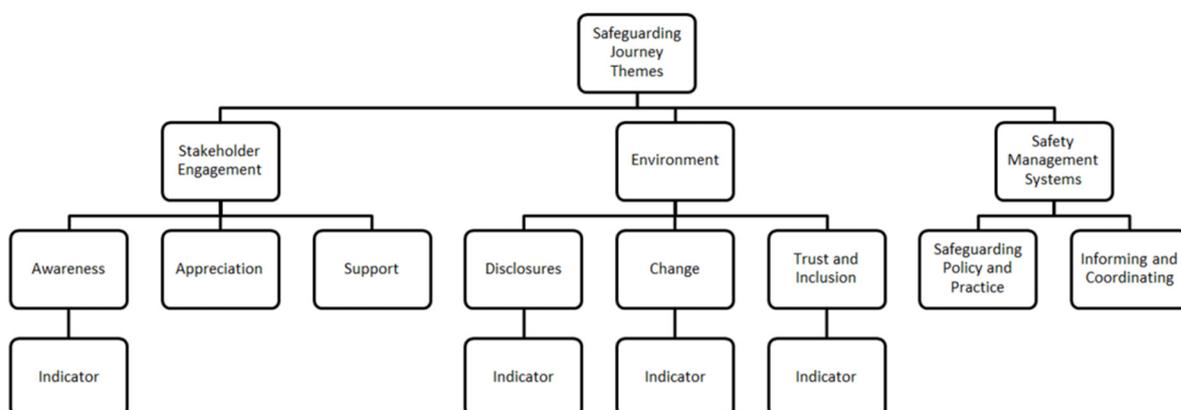 Safeguarding
Journey
Themes
Stakeholder
Engagement
Environment
Safety
Management
Systems
Awareness
Appreciation
Support
Disclosures
Change
Trust and
Inclusion
Safeguarding
Policy and
Practice
Informing and
Coordinating
Indicator
Indicator
Indicator
Indicator